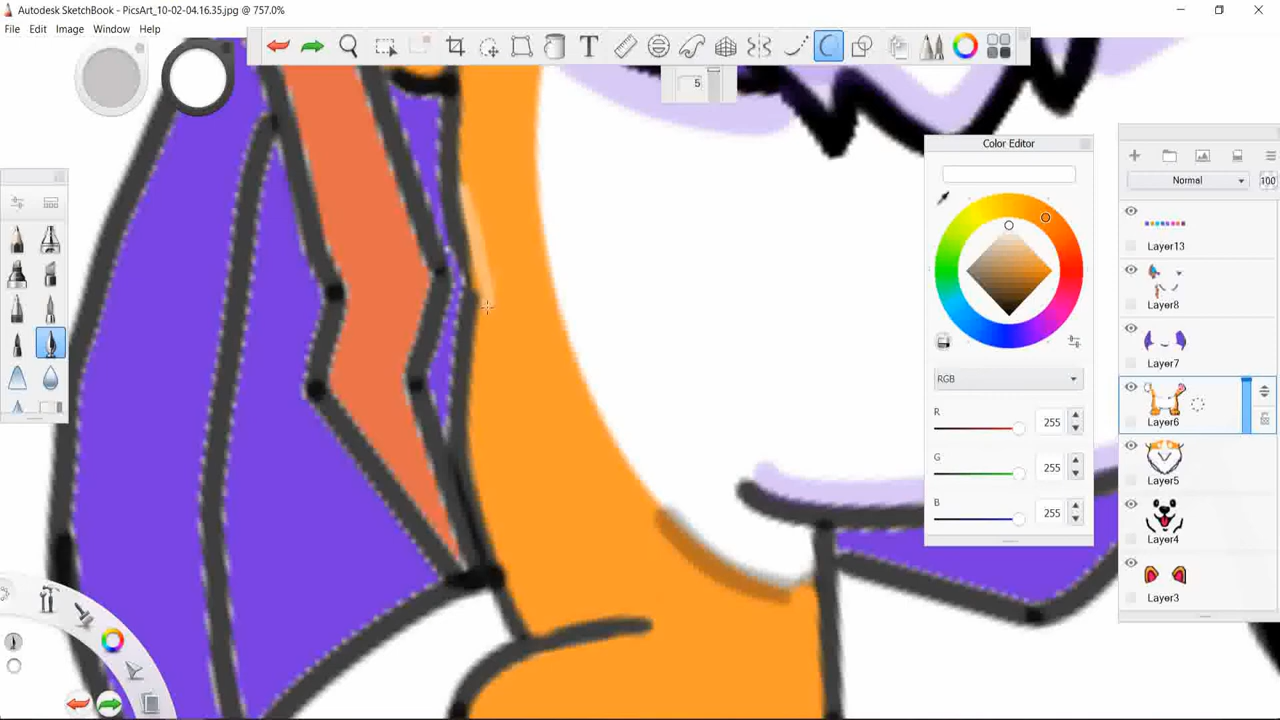 Autodesk SketchBook - PicsArt_10-02-04.16.35.jpg @ 757.0%
File Edit Image Window Help
T
5
Color Editor
RGB
R 255
G 255
B 255
Normal 100
Layer13
Layer8
Layer7
Layer6
Layer5
Layer4
Layer3